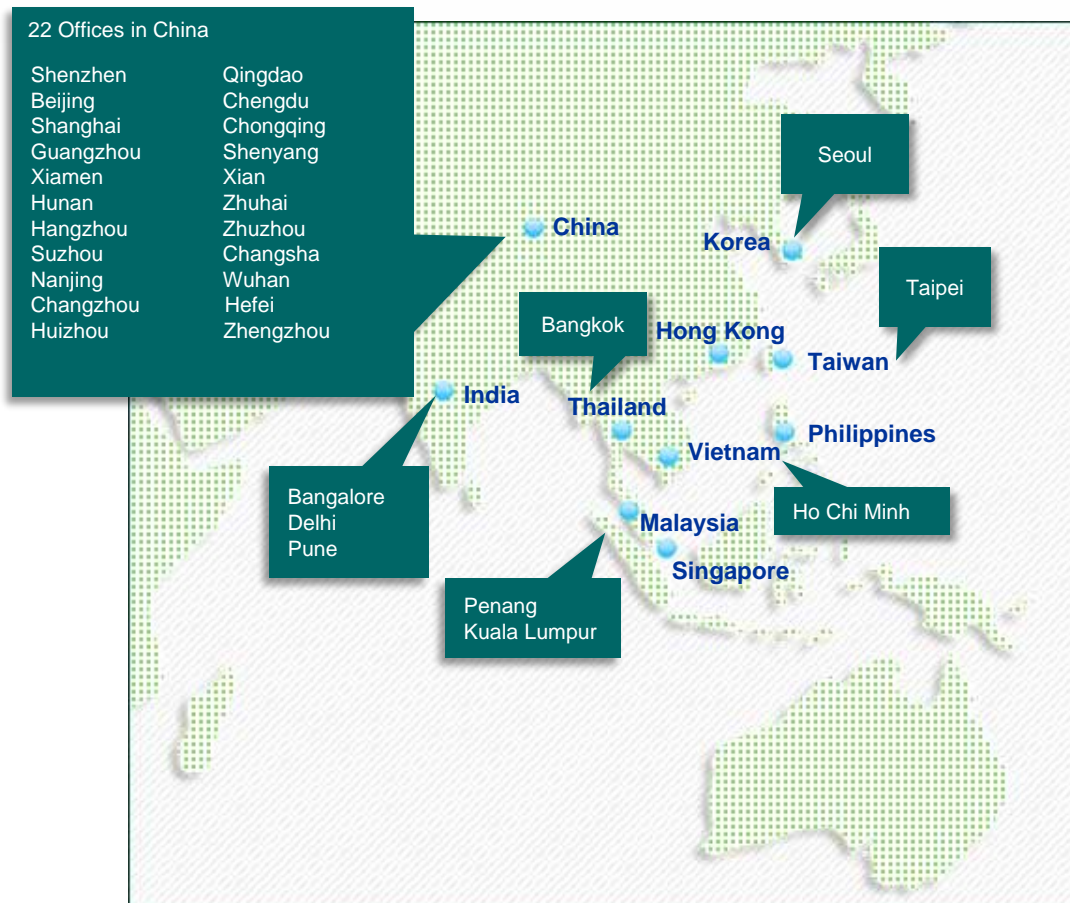 22 Offices in China
Shenzhen Qingdao
Beijing Chengdu
Shanghai Chongqing
Guangzhou Shenyang
Xiamen Xian
Hunan Zhuhai
Hangzhou Zhuzhou
Suzhou Changsha
Nanjing Wuhan
Changzhou Hefei
Huizhou Zhengzhou
Seoul
China
Korea
Taipei
Bangkok
Hong Kong
Taiwan
India
Thailand
Philippines
Vietnam
Bangalore
Delhi
Pune
Ho Chi Minh
Malaysia
Singapore
Penang
Kuala Lumpur